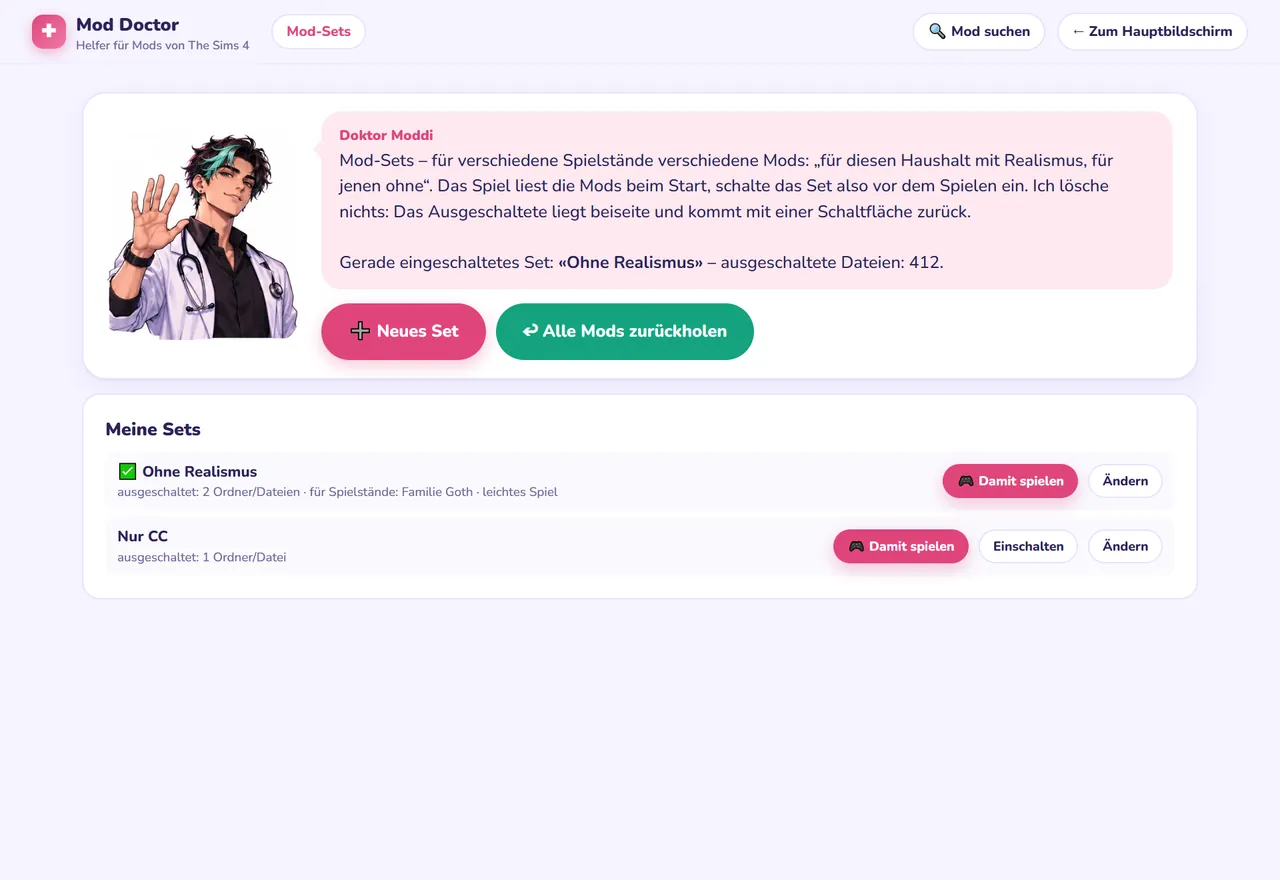 Mod Doctor
Helfer für Mods von The Sims 4
Mod-Sets
🔍 Mod suchen
← Zum Hauptbildschirm
Doktor Moddi
Mod-Sets – für verschiedene Spielstände verschiedene Mods: „für diesen Haushalt mit Realismus, für
jenen ohne“. Das Spiel liest die Mods beim Start, schalte das Set also vor dem Spielen ein. Ich lösche
nichts: Das Ausgeschaltete liegt beiseite und kommt mit einer Schaltfläche zurück.
Gerade eingeschaltetes Set: «Ohne Realismus» – ausgeschaltete Dateien: 412.
➕ Neues Set
↩ Alle Mods zurückholen
Meine Sets
✅ Ohne Realismus
ausgeschaltet: 2 Ordner/Dateien · für Spielstände: Familie Goth · leichtes Spiel
🎮 Damit spielen
Ändern
Nur CC
ausgeschaltet: 1 Ordner/Datei
🎮 Damit spielen
Einschalten
Ändern